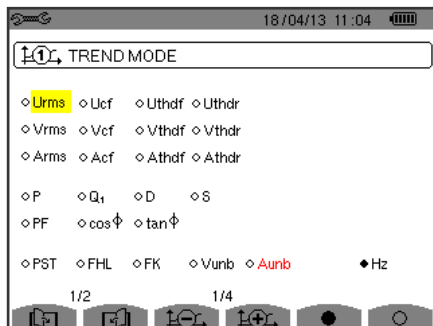 18/04/13 11:04
1 TREND MODE
Urms Ucf Uthdf Uthdr
Vrms Vcf Vthdf Vthdr
Arms Acf Athdf Athdr
P Q₁ D S
PF cosΦ tanΦ
PST FHL FK Vunb Aunb Hz
1/2 1/4